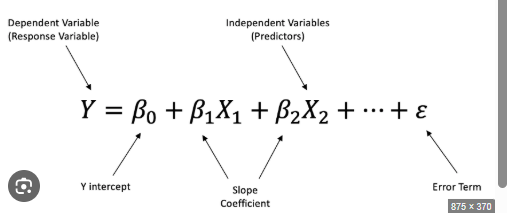 Dependent Variable
(Response Variable)
Independent Variables
(Predictors)
Y = β₀ + β₁X₁ + β₂X₂ + ⋯ + ε
Y intercept
Slope
Coefficient
Error Term
875 × 370